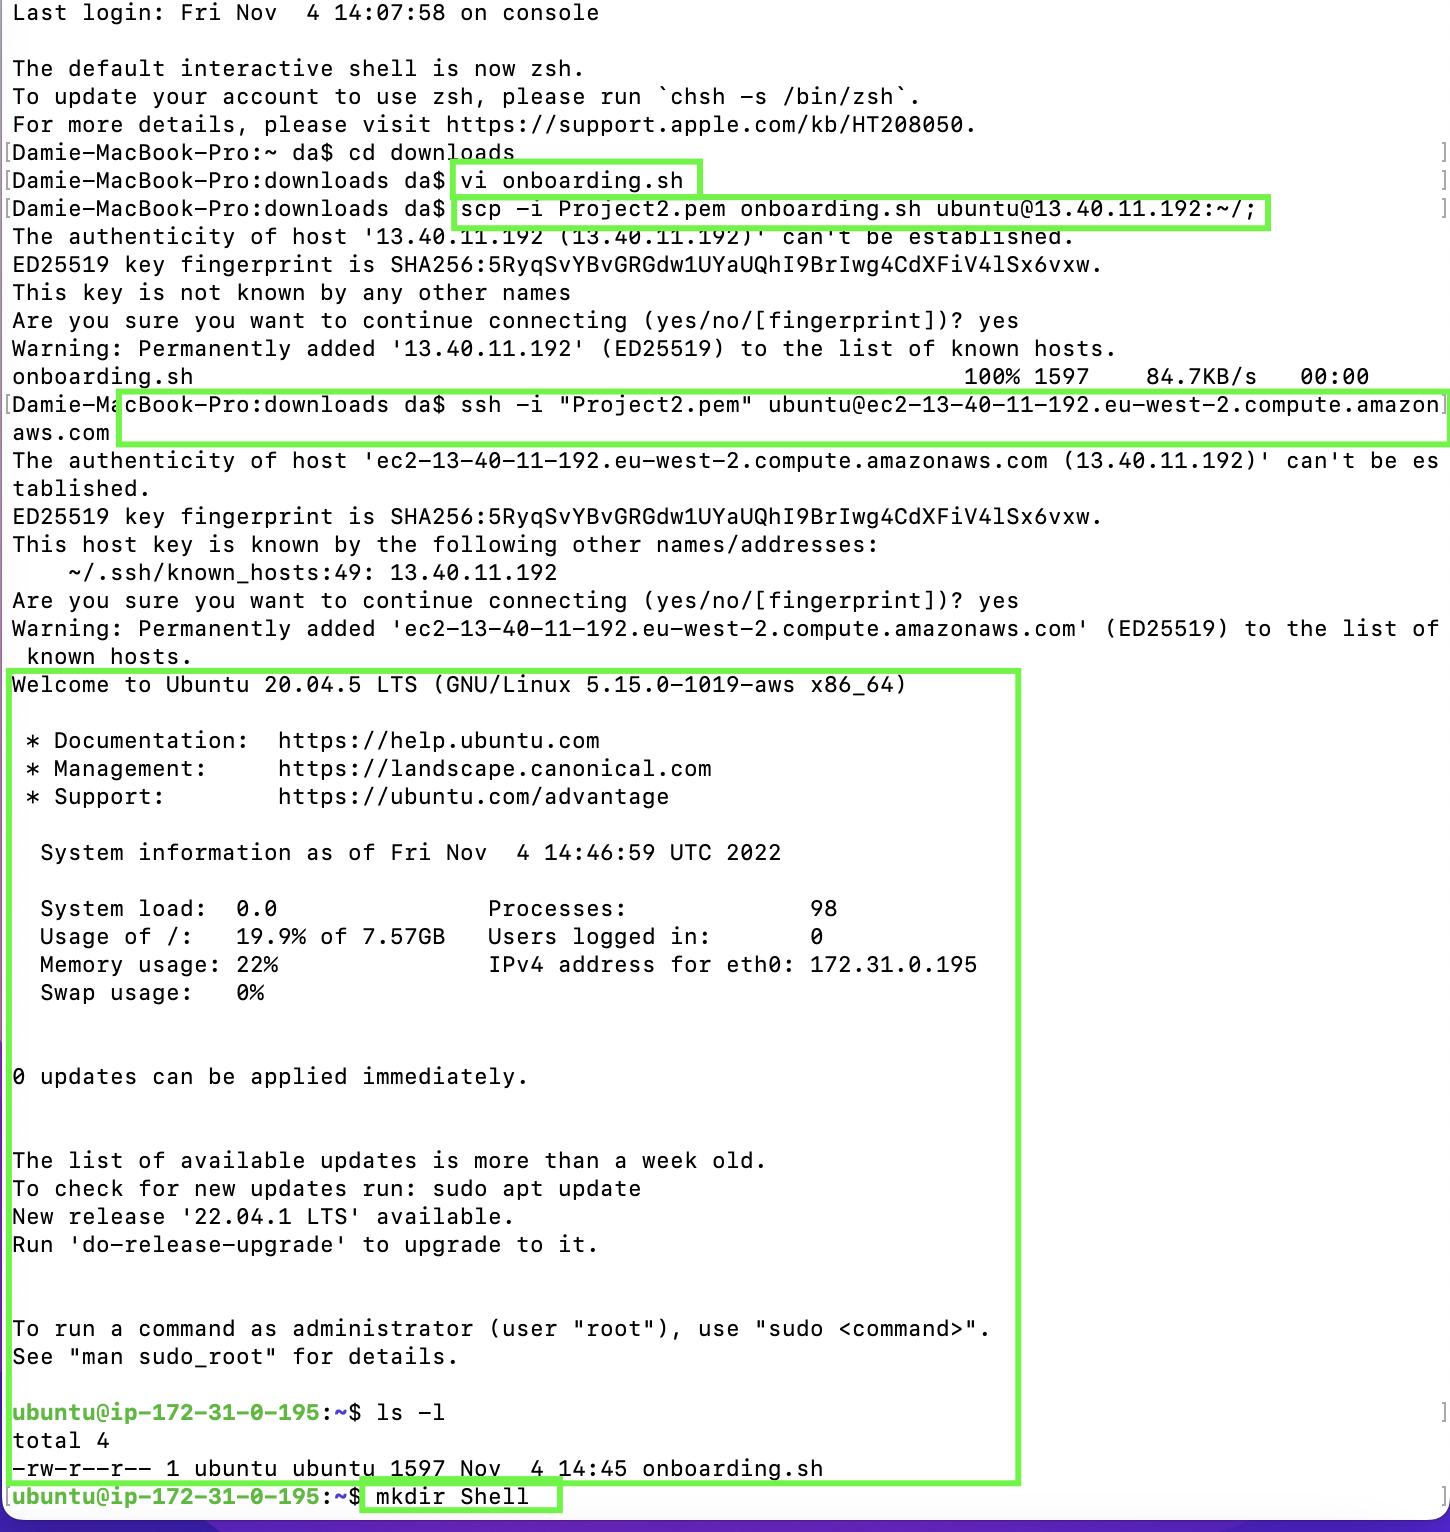 Last login: Fri Nov  4 14:07:58 on console
The default interactive shell is now zsh.
To update your account to use zsh, please run `chsh -s /bin/zsh`.
For more details, please visit https://support.apple.com/kb/HT208050.
[Damie-MacBook-Pro:~ da$ cd downloads ]
[Damie-MacBook-Pro:downloads da$ vi onboarding.sh ]
[Damie-MacBook-Pro:downloads da$ scp -i Project2.pem onboarding.sh ubuntu@13.40.11.192:~/; ]
The authenticity of host '13.40.11.192 (13.40.11.192)' can't be established.
ED25519 key fingerprint is SHA256:5RyqSvYBvGRGdw1UYaUQhI9BrIwg4CdXFiV4lSx6vxw.
This key is not known by any other names
Are you sure you want to continue connecting (yes/no/[fingerprint])? yes
Warning: Permanently added '13.40.11.192' (ED25519) to the list of known hosts.
onboarding.sh                                                       100% 1597    84.7KB/s   00:00
[Damie-MacBook-Pro:downloads da$ ssh -i "Project2.pem" ubuntu@ec2-13-40-11-192.eu-west-2.compute.amazon]
aws.com
The authenticity of host 'ec2-13-40-11-192.eu-west-2.compute.amazonaws.com (13.40.11.192)' can't be es
tablished.
ED25519 key fingerprint is SHA256:5RyqSvYBvGRGdw1UYaUQhI9BrIwg4CdXFiV4lSx6vxw.
This host key is known by the following other names/addresses:
    ~/.ssh/known_hosts:49: 13.40.11.192
Are you sure you want to continue connecting (yes/no/[fingerprint])? yes
Warning: Permanently added 'ec2-13-40-11-192.eu-west-2.compute.amazonaws.com' (ED25519) to the list of
 known hosts.
Welcome to Ubuntu 20.04.5 LTS (GNU/Linux 5.15.0-1019-aws x86_64)
 * Documentation:  https://help.ubuntu.com
 * Management:     https://landscape.canonical.com
 * Support:        https://ubuntu.com/advantage
  System information as of Fri Nov  4 14:46:59 UTC 2022
  System load:  0.0               Processes:             98
  Usage of /:   19.9% of 7.57GB   Users logged in:       0
  Memory usage: 22%               IPv4 address for eth0: 172.31.0.195
  Swap usage:   0%
0 updates can be applied immediately.
The list of available updates is more than a week old.
To check for new updates run: sudo apt update
New release '22.04.1 LTS' available.
Run 'do-release-upgrade' to upgrade to it.
To run a command as administrator (user "root"), use "sudo <command>".
See "man sudo_root" for details.
ubuntu@ip-172-31-0-195:~$ ls -l ]
total 4
-rw-r--r-- 1 ubuntu ubuntu 1597 Nov  4 14:45 onboarding.sh
[ubuntu@ip-172-31-0-195:~$ mkdir Shell ]